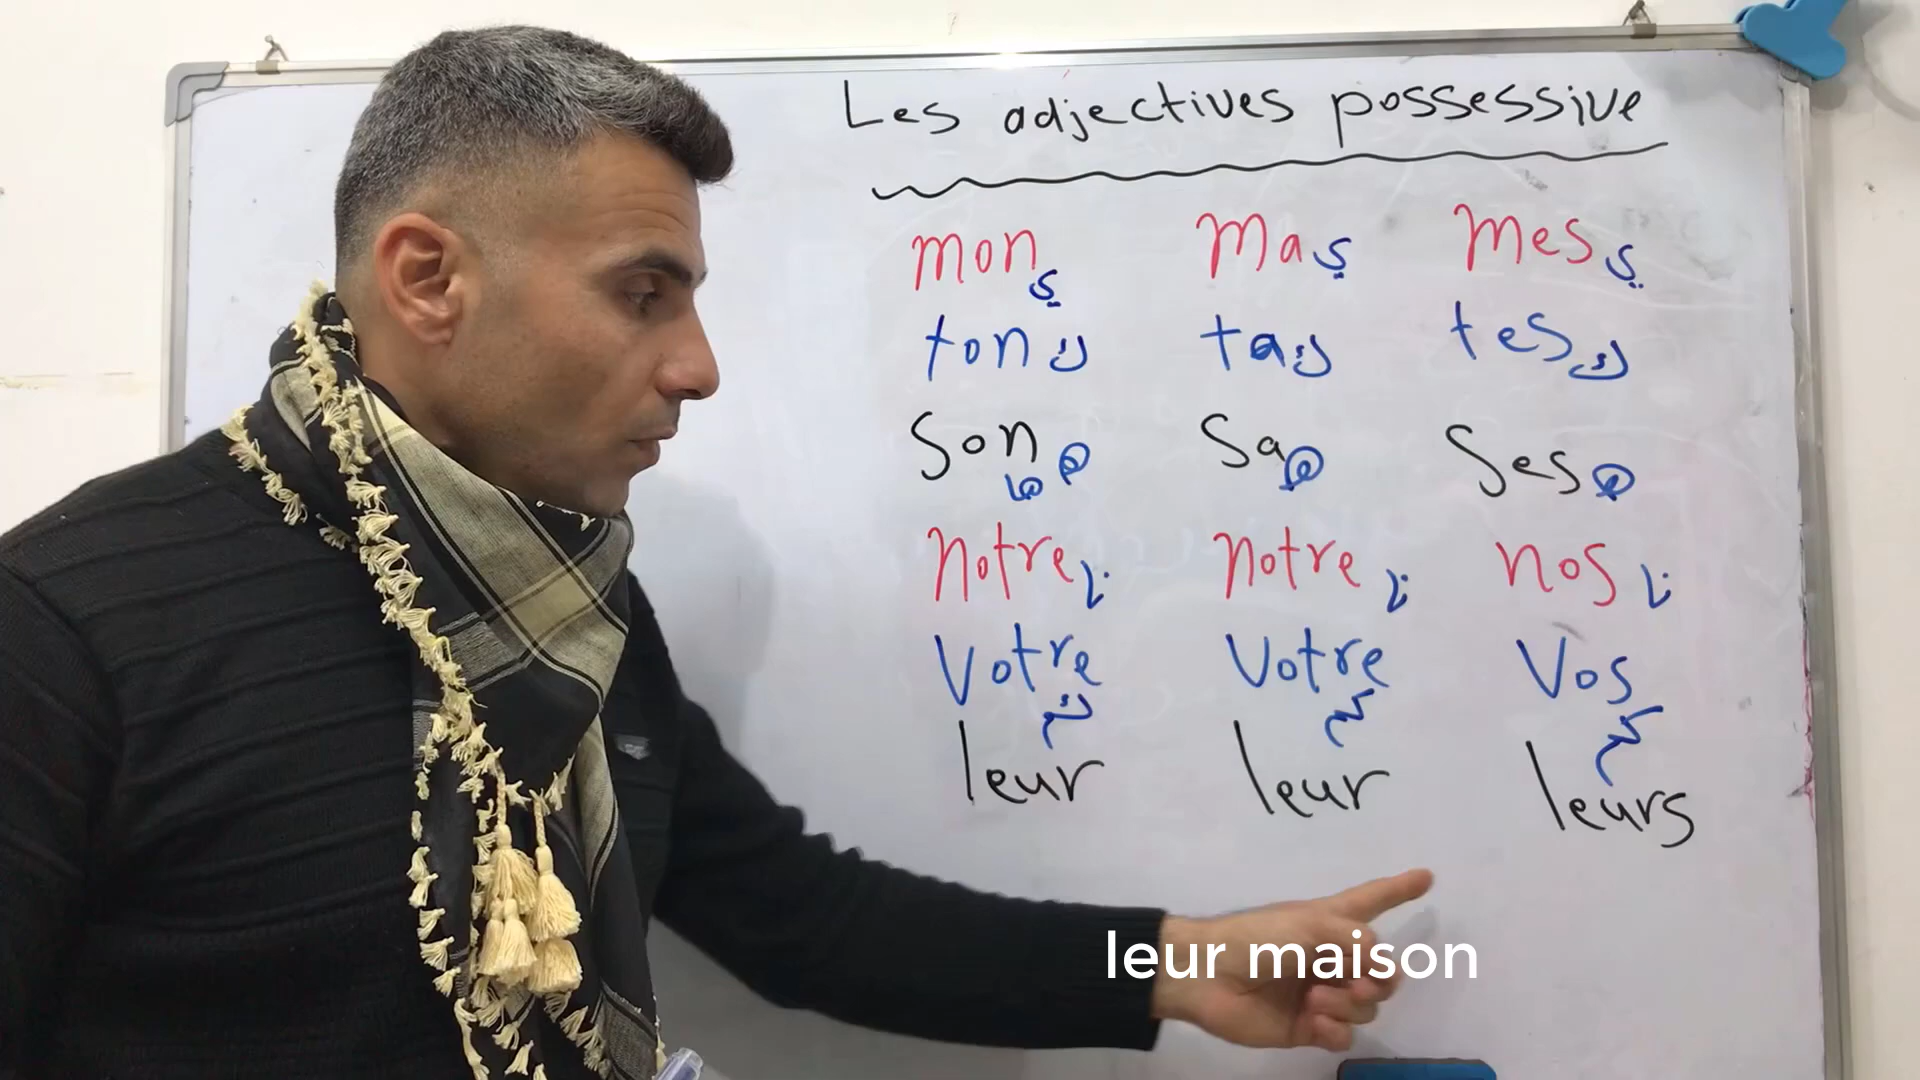 Les adjectives possessive
mon ي ma ي mes ي
ton ك ta ك tes ك
Son ه Sa ه Ses ه
ها
notre نا notre نا nos نا
Votre كم Votre كم Vos كم
leur leur leurs
leur maison